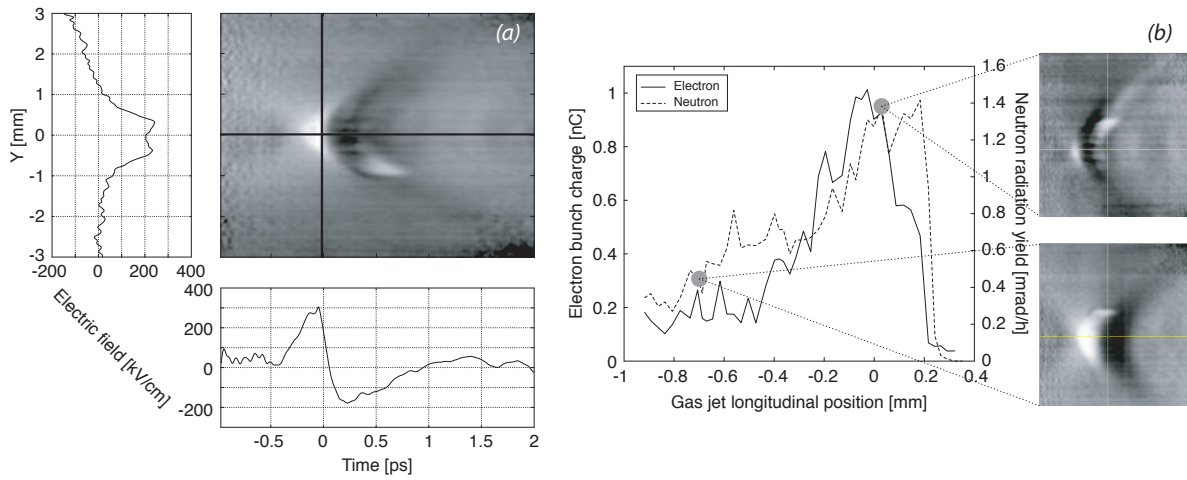 (a)
3
2
1
0
-1
-2
-3
Y [mm]
-200 0 200 400
Electric field [kV/cm]
400
200
0
-200
-0.5 0 0.5 1 1.5 2
Time [ps]
(b)
Electron
Neutron
1
0.8
0.6
0.4
0.2
0
Electron bunch charge [nC]
1.6
1.4
1.2
1
0.8
0.6
0.4
0.2
0
Neutron radiation yield [mrad/h]
-1 -0.8 -0.6 -0.4 -0.2 0 0.2 0.4
Gas jet longitudinal position [mm]